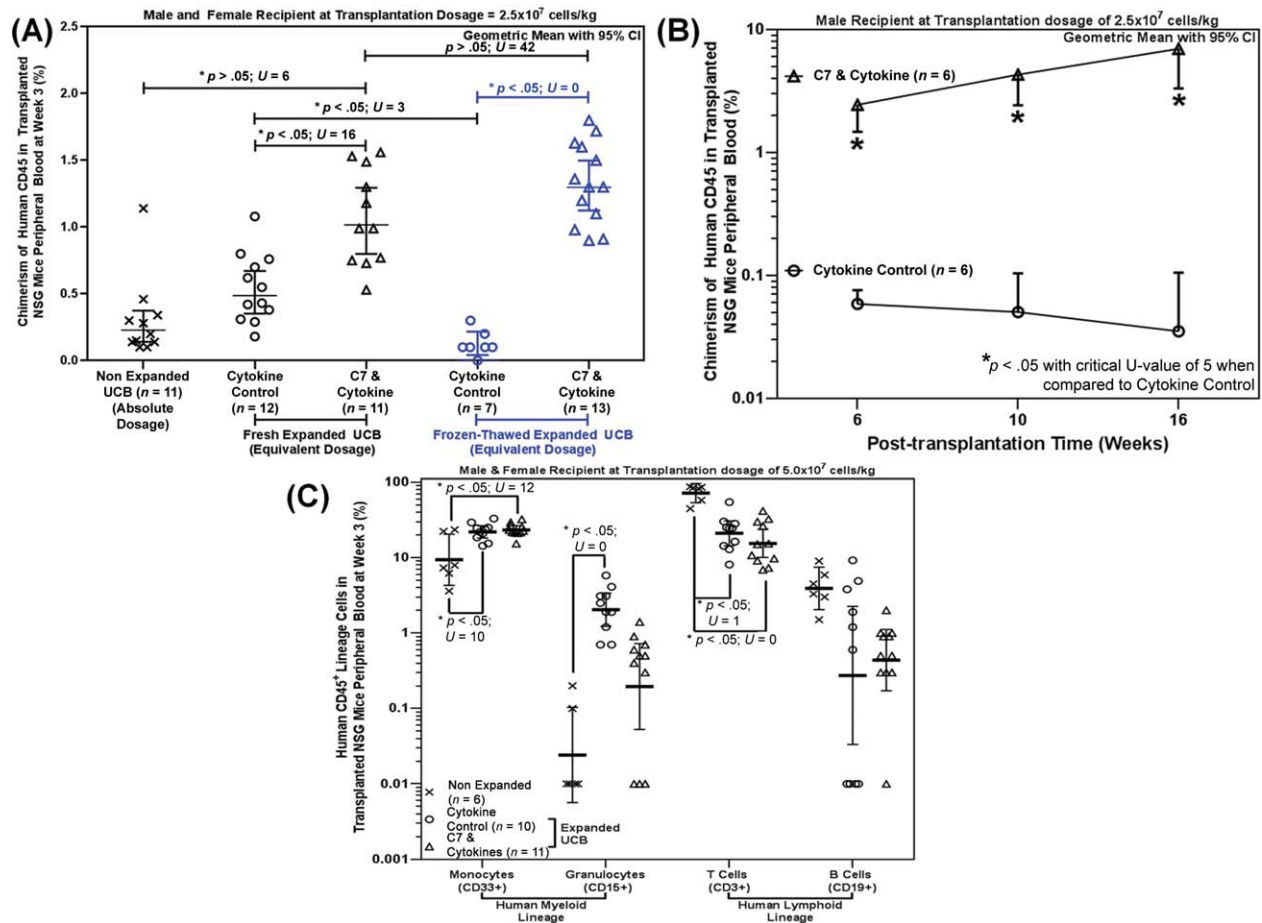 (A)
Male and Female Recipient at Transplantation Dosage = 2.5x10⁷ cells/kg
Geometric Mean with 95% CI
Chimerism of Human CD45 in Transplanted
NSG Mice Peripheral Blood at Week 3 (%)
2.5
2.0
1.5
1.0
0.5
0.0
p > .05; U = 42
* p > .05; U = 6
* p < .05; U = 0
* p < .05; U = 3
* p < .05; U = 16
Non Expanded
UCB (n = 11)
(Absolute
Dosage)
Cytokine
Control
(n = 12)
C7 &
Cytokine
(n = 11)
Cytokine
Control
(n = 7)
C7 &
Cytokine
(n = 13)
Fresh Expanded UCB
(Equivalent Dosage)
Frozen-Thawed Expanded UCB
(Equivalent Dosage)
(B)
Male Recipient at Transplantation dosage of 2.5x10⁷ cells/kg
Geometric Mean with 95% CI
Chimerism of Human CD45 in Transplanted
NSG Mice Peripheral Blood (%)
10
1
0.1
0.01
C7 & Cytokine (n = 6)
*
*
*
Cytokine Control (n = 6)
*p < .05 with critical U-value of 5 when
compared to Cytokine Control
6
10
16
Post-transplantation Time (Weeks)
(C)
Male & Female Recipient at Transplantation dosage of 5.0x10⁷ cells/kg
Human CD45⁺ Lineage Cells in
Transplanted NSG Mice Peripheral Blood at Week 3 (%)
100
10
1
0.1
0.01
0.001
* p < .05; U = 12
* p < .05;
U = 10
* p < .05;
U = 0
* p < .05;
U = 1
* p < .05; U = 0
Non Expanded
(n = 6)
Cytokine
Control (n = 10)
C7 &
Cytokines (n = 11)
Expanded
UCB
Monocytes
(CD33+)
Granulocytes
(CD15+)
T Cells
(CD3+)
B Cells
(CD19+)
Human Myeloid
Lineage
Human Lymphoid
Lineage